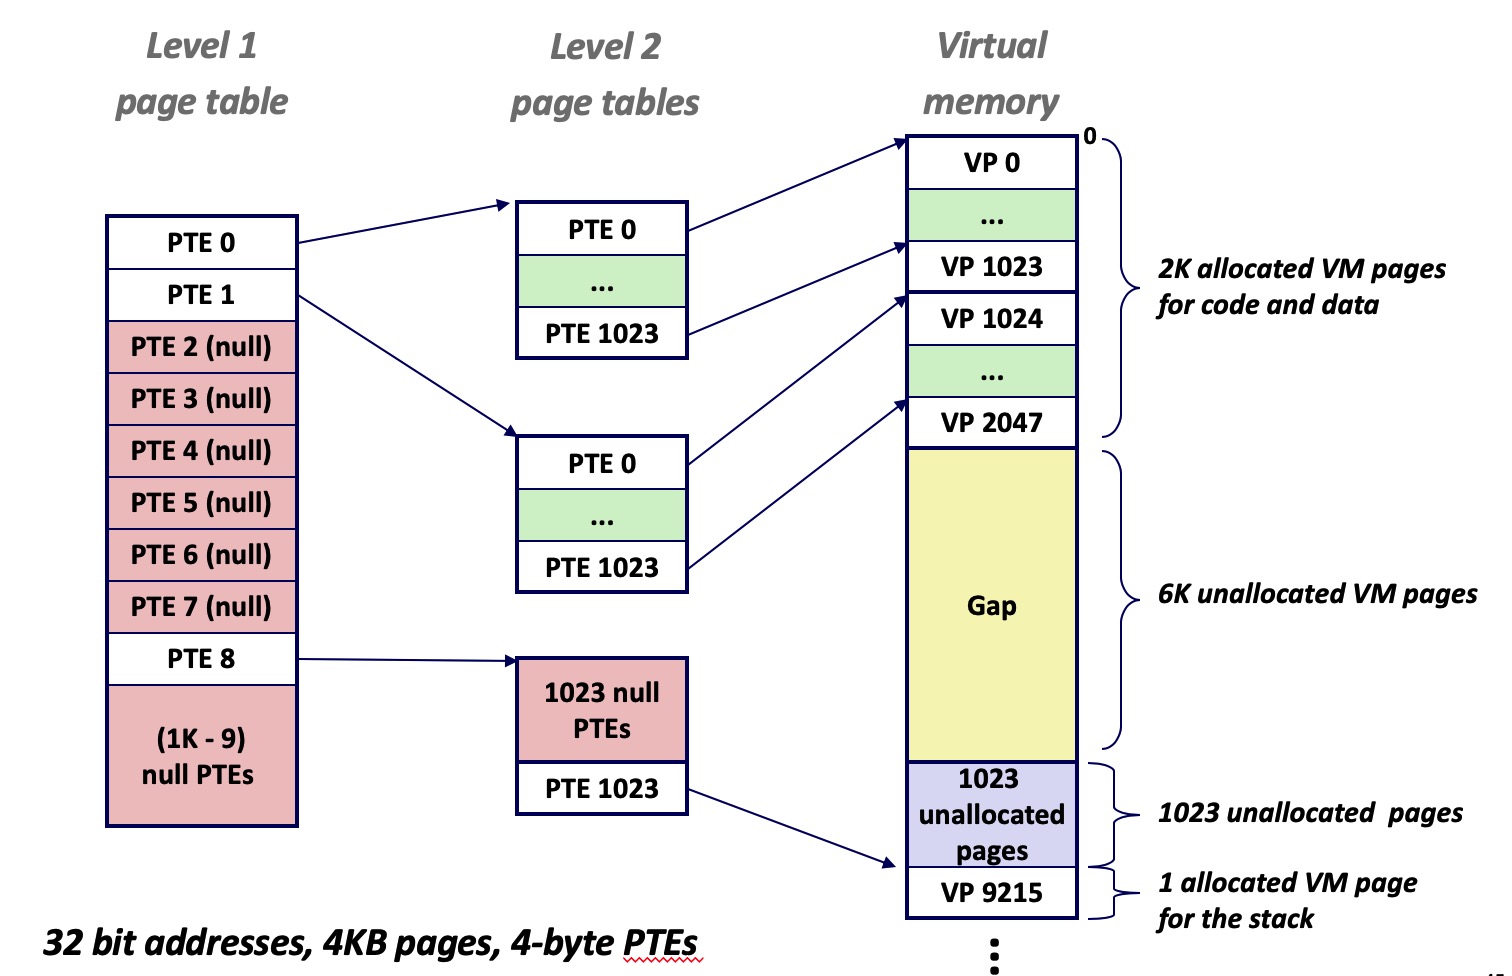 Level 1
page table
Level 2
page tables
Virtual
memory
PTE 0
PTE 1
PTE 2 (null)
PTE 3 (null)
PTE 4 (null)
PTE 5 (null)
PTE 6 (null)
PTE 7 (null)
PTE 8
(1K - 9)
null PTEs
PTE 0
...
PTE 1023
PTE 0
...
PTE 1023
1023 null
PTEs
PTE 1023
0
VP 0
...
VP 1023
VP 1024
...
VP 2047
Gap
1023
unallocated
pages
VP 9215
2K allocated VM pages
for code and data
6K unallocated VM pages
1023 unallocated pages
1 allocated VM page
for the stack
32 bit addresses, 4KB pages, 4-byte PTEs